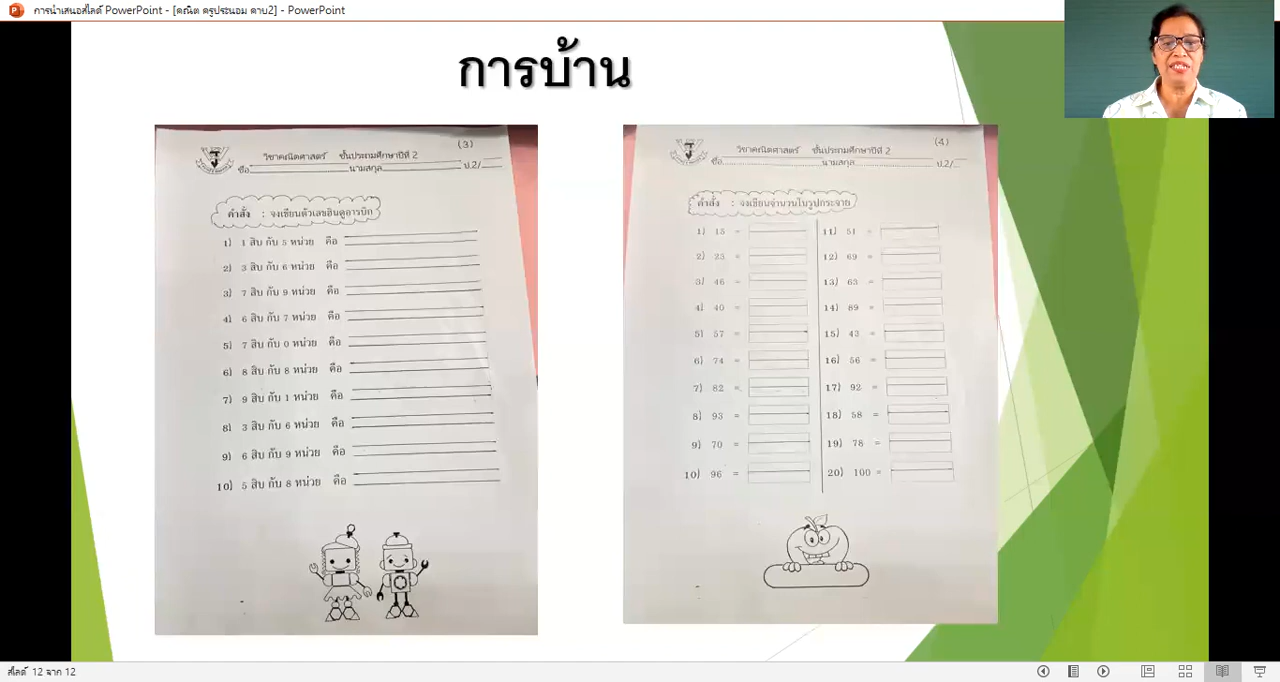 การนำเสนอสไลด์ PowerPoint - [คณิต ครูประนอม คาบ2] - PowerPoint
การบ้าน
(3)
วิชาคณิตศาสตร์ ชั้นประถมศึกษาปีที่ 2
ชื่อ นามสกุล ป.2/
คำสั่ง : จงเขียนตัวเลขฮินดูอารบิก
1) 1 สิบ กับ 5 หน่วย คือ
2) 3 สิบ กับ 6 หน่วย คือ
3) 7 สิบ กับ 9 หน่วย คือ
4) 6 สิบ กับ 7 หน่วย คือ
5) 7 สิบ กับ 0 หน่วย คือ
6) 8 สิบ กับ 8 หน่วย คือ
7) 9 สิบ กับ 1 หน่วย คือ
8) 3 สิบ กับ 6 หน่วย คือ
9) 6 สิบ กับ 9 หน่วย คือ
10) 5 สิบ กับ 8 หน่วย คือ
(4)
วิชาคณิตศาสตร์ ชั้นประถมศึกษาปีที่ 2
ชื่อ นามสกุล ป.2/
คำสั่ง : จงเขียนจำนวนในรูปกระจาย
1) 15 =
2) 23 =
3) 46 =
4) 40 =
5) 57 =
6) 74 =
7) 82 =
8) 93 =
9) 70 =
10) 96 =
11) 51 =
12) 69 =
13) 63 =
14) 89 =
15) 43 =
16) 56 =
17) 92 =
18) 58 =
19) 78 =
20) 100 =
สไลด์ 12 จาก 12